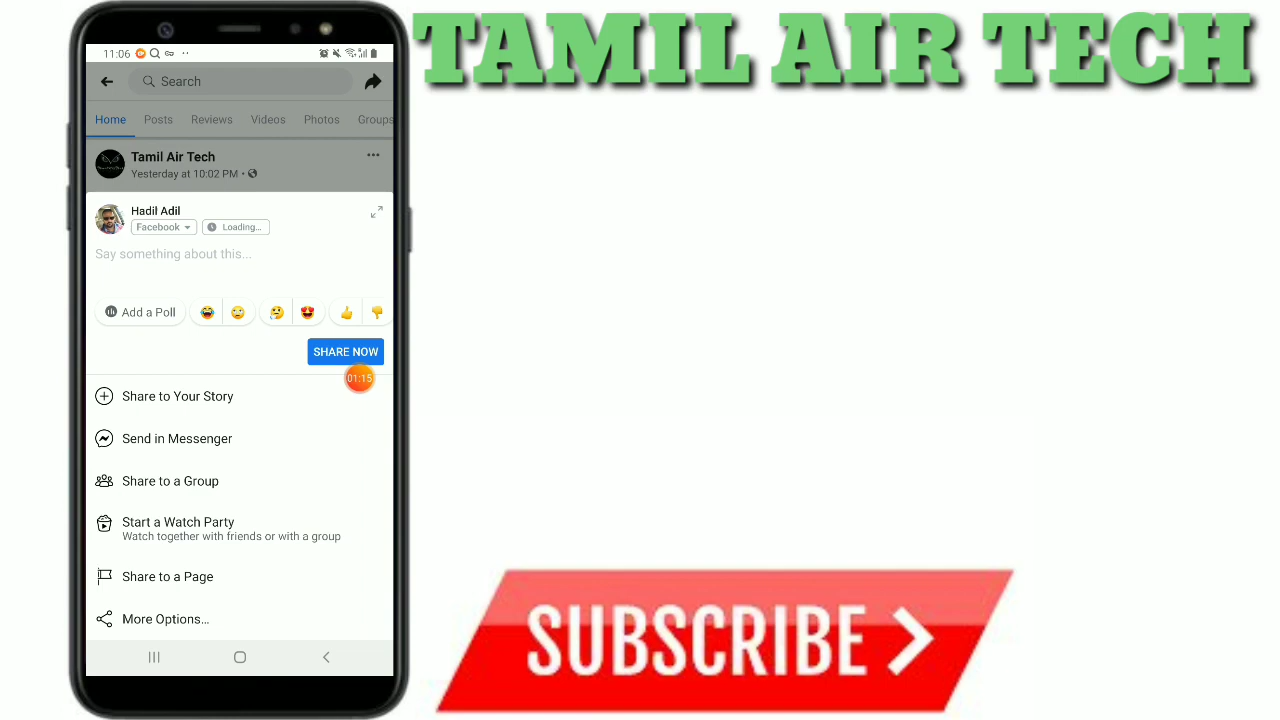 TAMIL AIR TECH
11:06
Search
Home Posts Reviews Videos Photos Groups
Tamil Air Tech
Yesterday at 10:02 PM •
Hadil Adil
Facebook Loading...
Say something about this...
Add a Poll
SHARE NOW
01:15
Share to Your Story
Send in Messenger
Share to a Group
Start a Watch Party
Watch together with friends or with a group
Share to a Page
More Options...
SUBSCRIBE